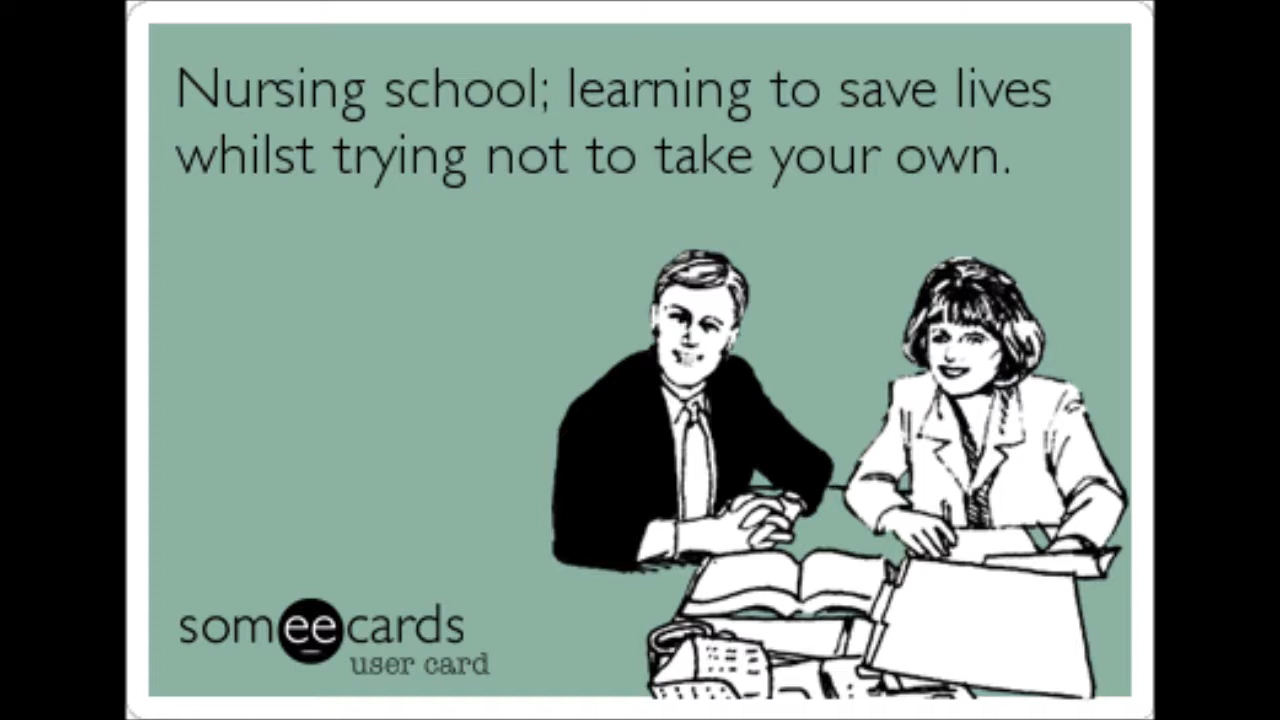 Nursing school; learning to save lives
whilst trying not to take your own.
someecards
user card